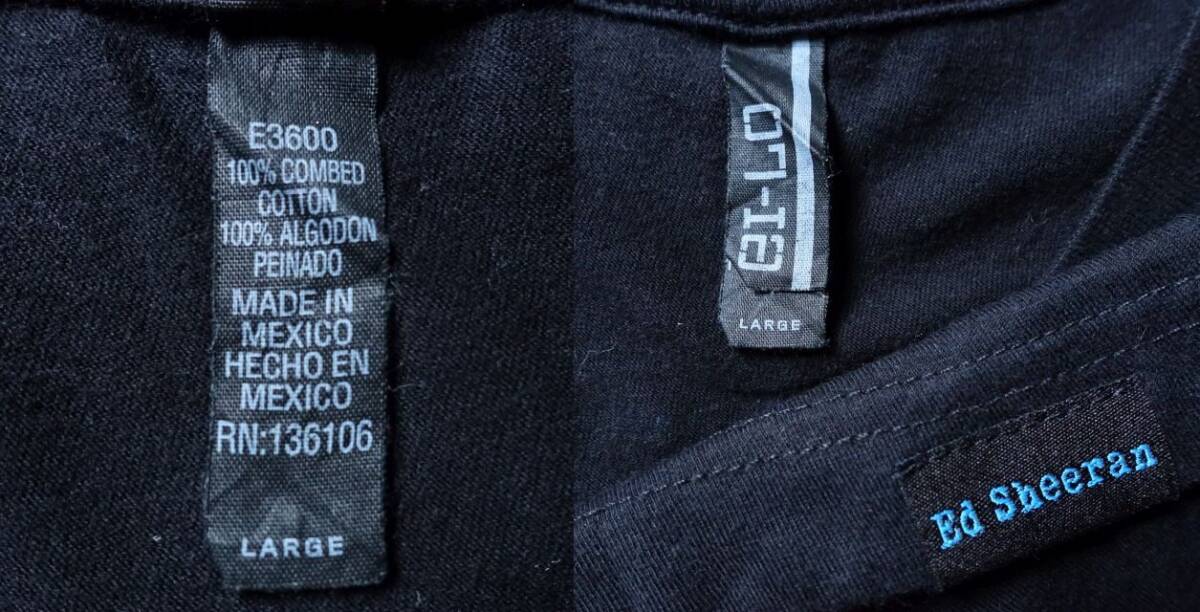 E3600
100% COMBED
COTTON
100% ALGODON
PEINADO
MADE IN
MEXICO
HECHO EN
MEXICO
RN:136106
LARGE
LARGE
Ed Sheeran